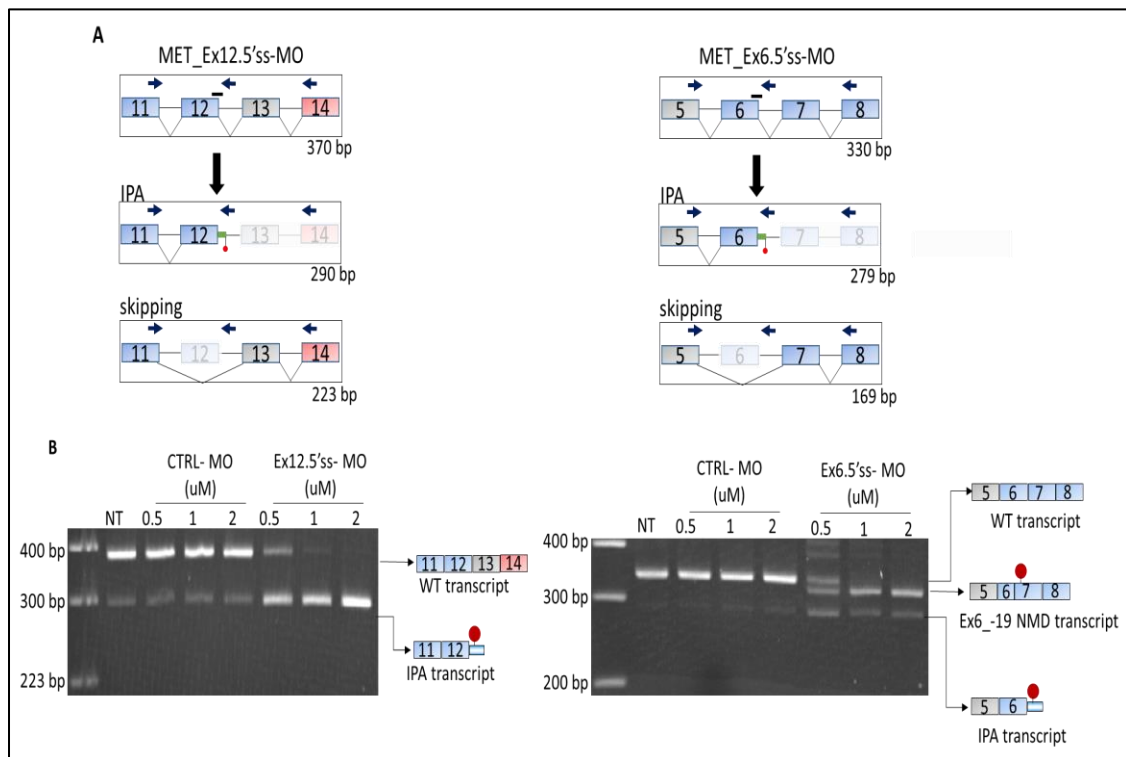 A
MET_Ex12.5'ss-MO
11 12 13 14
370 bp
IPA
11 12 13 14
290 bp
skipping
11 12 13 14
223 bp
MET_Ex6.5'ss-MO
5 6 7 8
330 bp
IPA
5 6 7 8
279 bp
skipping
5 6 7 8
169 bp
B
CTRL- MO Ex12.5'ss- MO
(uM) (uM)
NT 0.5 1 2 0.5 1 2
400 bp
300 bp
223 bp
11 12 13 14
WT transcript
11 12
IPA transcript
CTRL- MO Ex6.5'ss- MO
(uM) (uM)
NT 0.5 1 2 0.5 1 2
400 bp
300 bp
200 bp
5 6 7 8
WT transcript
5 6 7 8
Ex6_-19 NMD transcript
5 6
IPA transcript